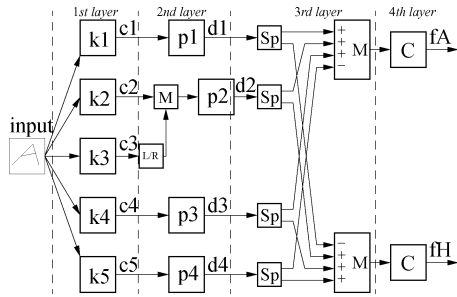 1st layer 2nd layer 3rd layer 4th layer
k1 c1 p1 d1 Sp + + + − M C fA
k2 c2 M p2 d2 Sp
input
A
k3 c3 L/R
k4 c4 p3 d3 Sp
k5 c5 p4 d4 Sp − + + + M C fH